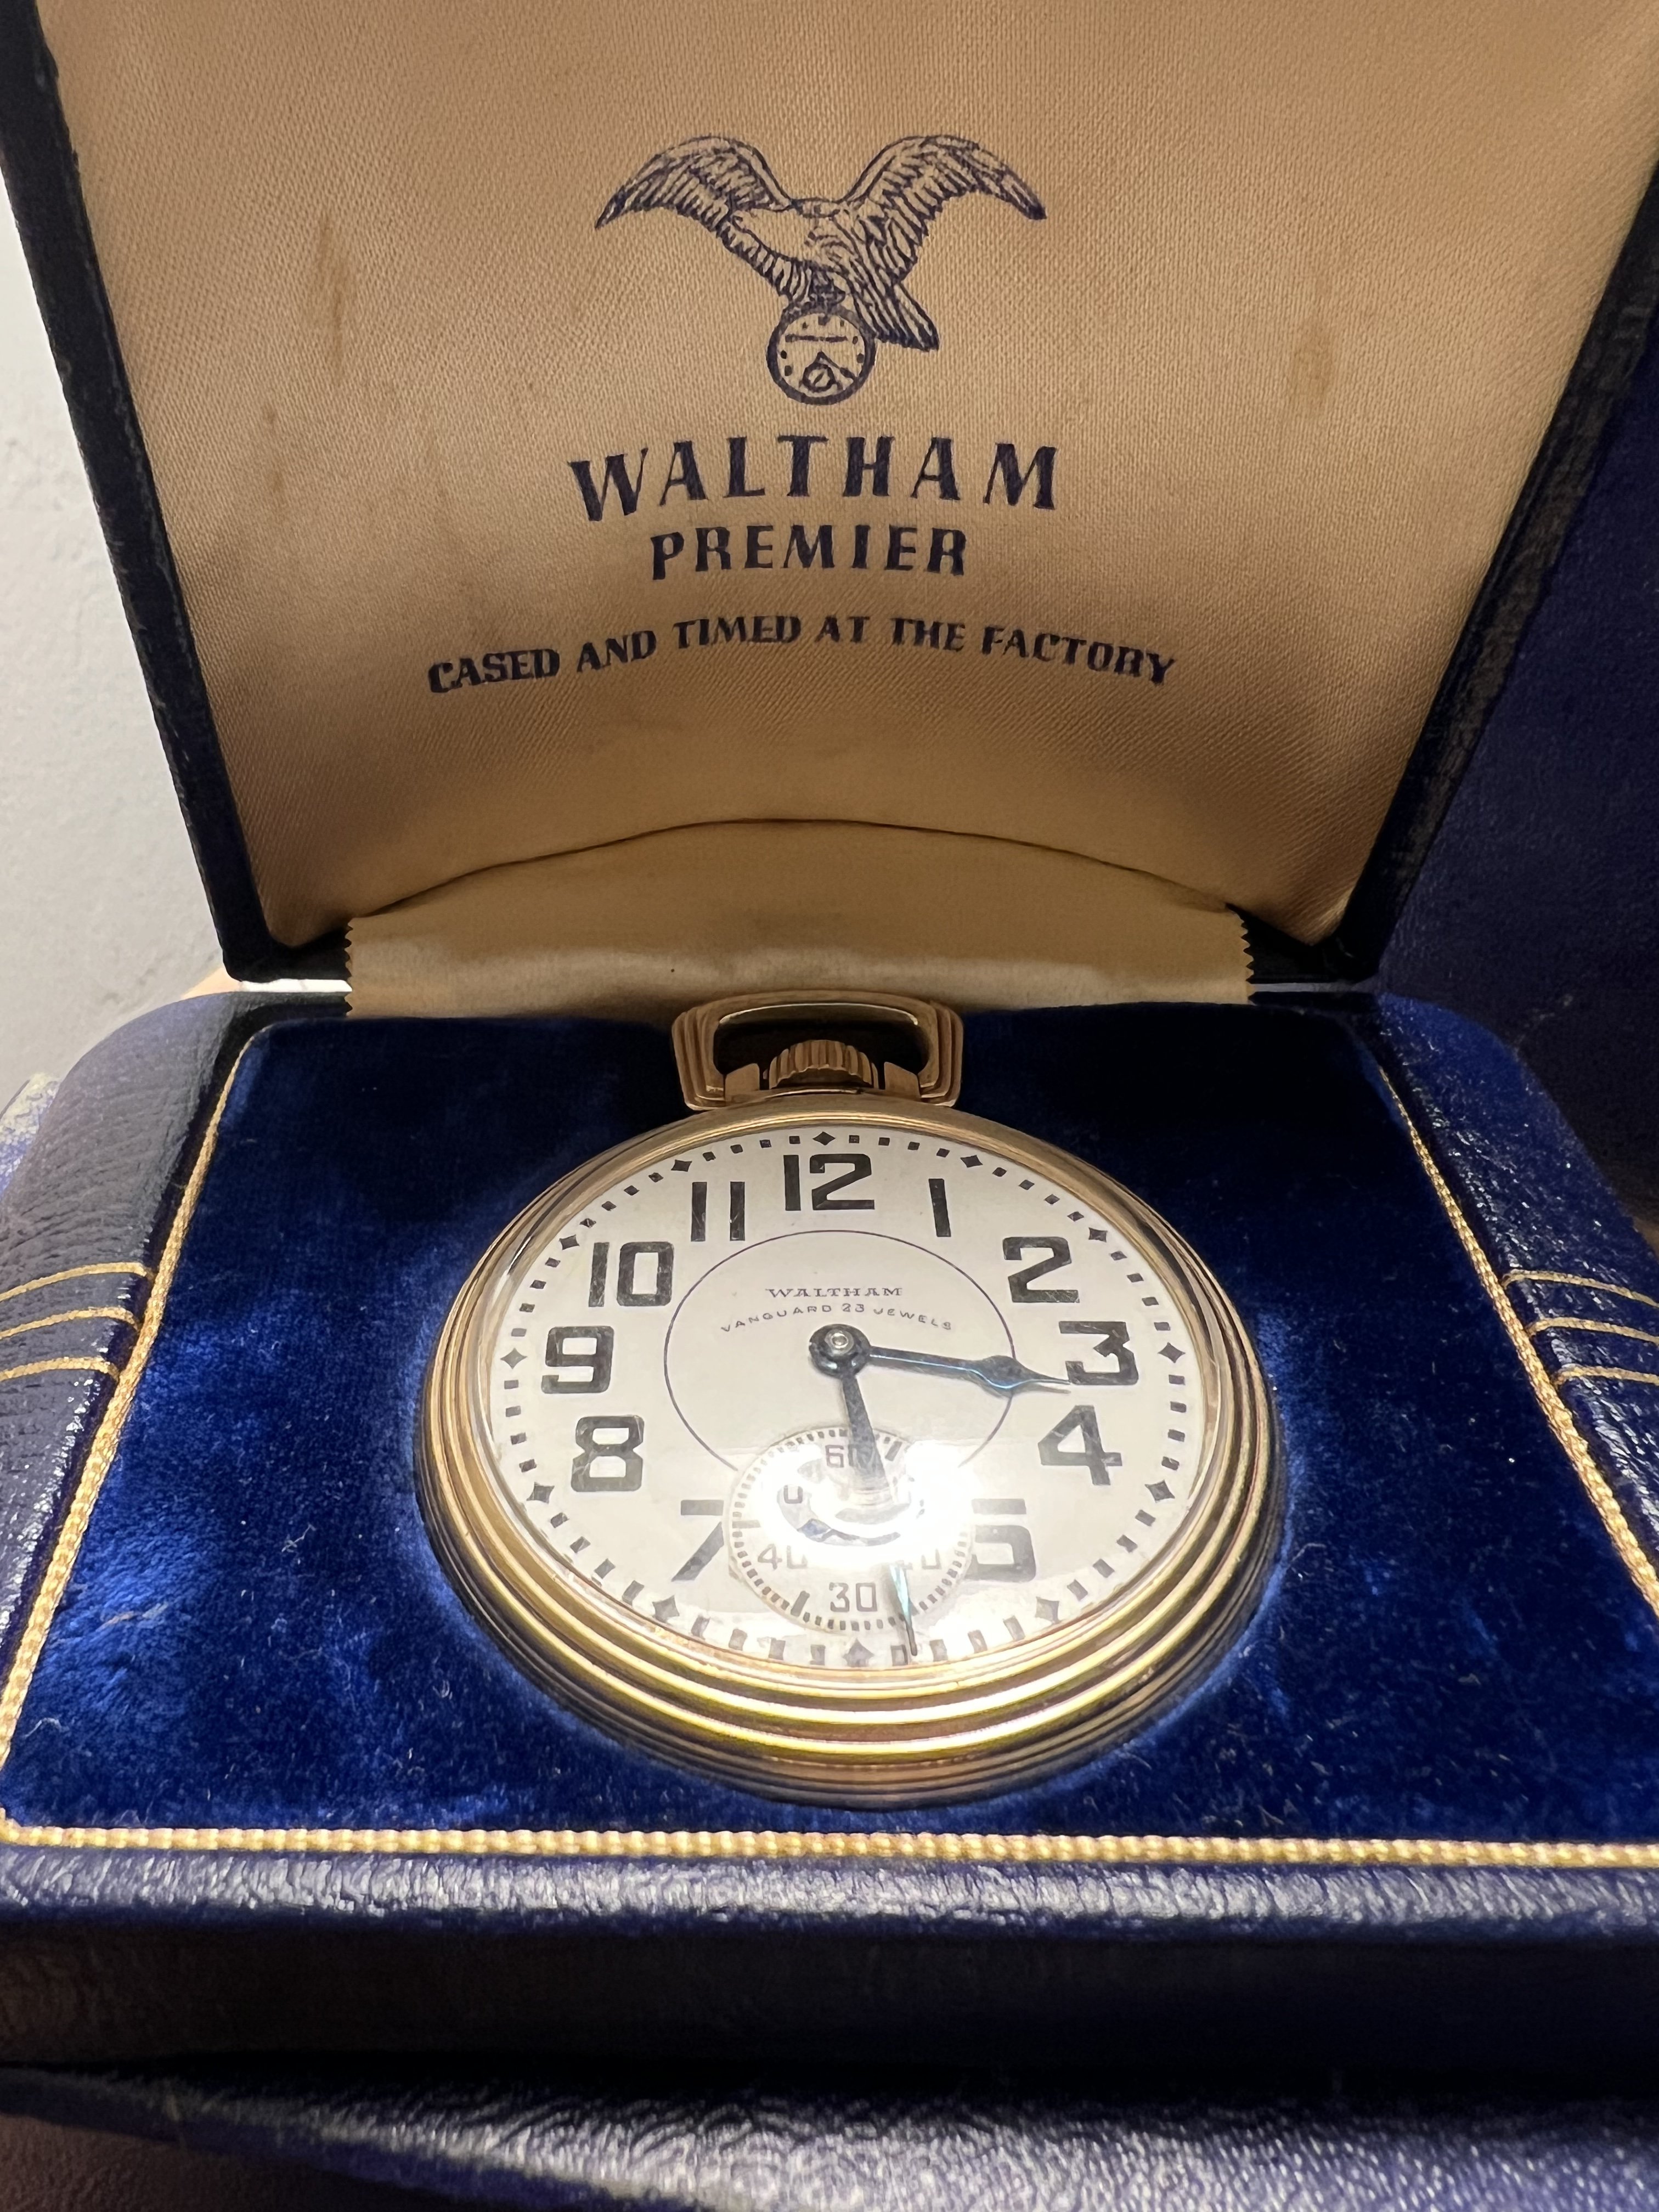 WALTHAM
PREMIER
CASED AND TIMED AT THE FACTORY
12
11
1
10
2
WALTHAM
VANGUARD 23 JEWELS
9
3
8
4
60
7
5
40
30